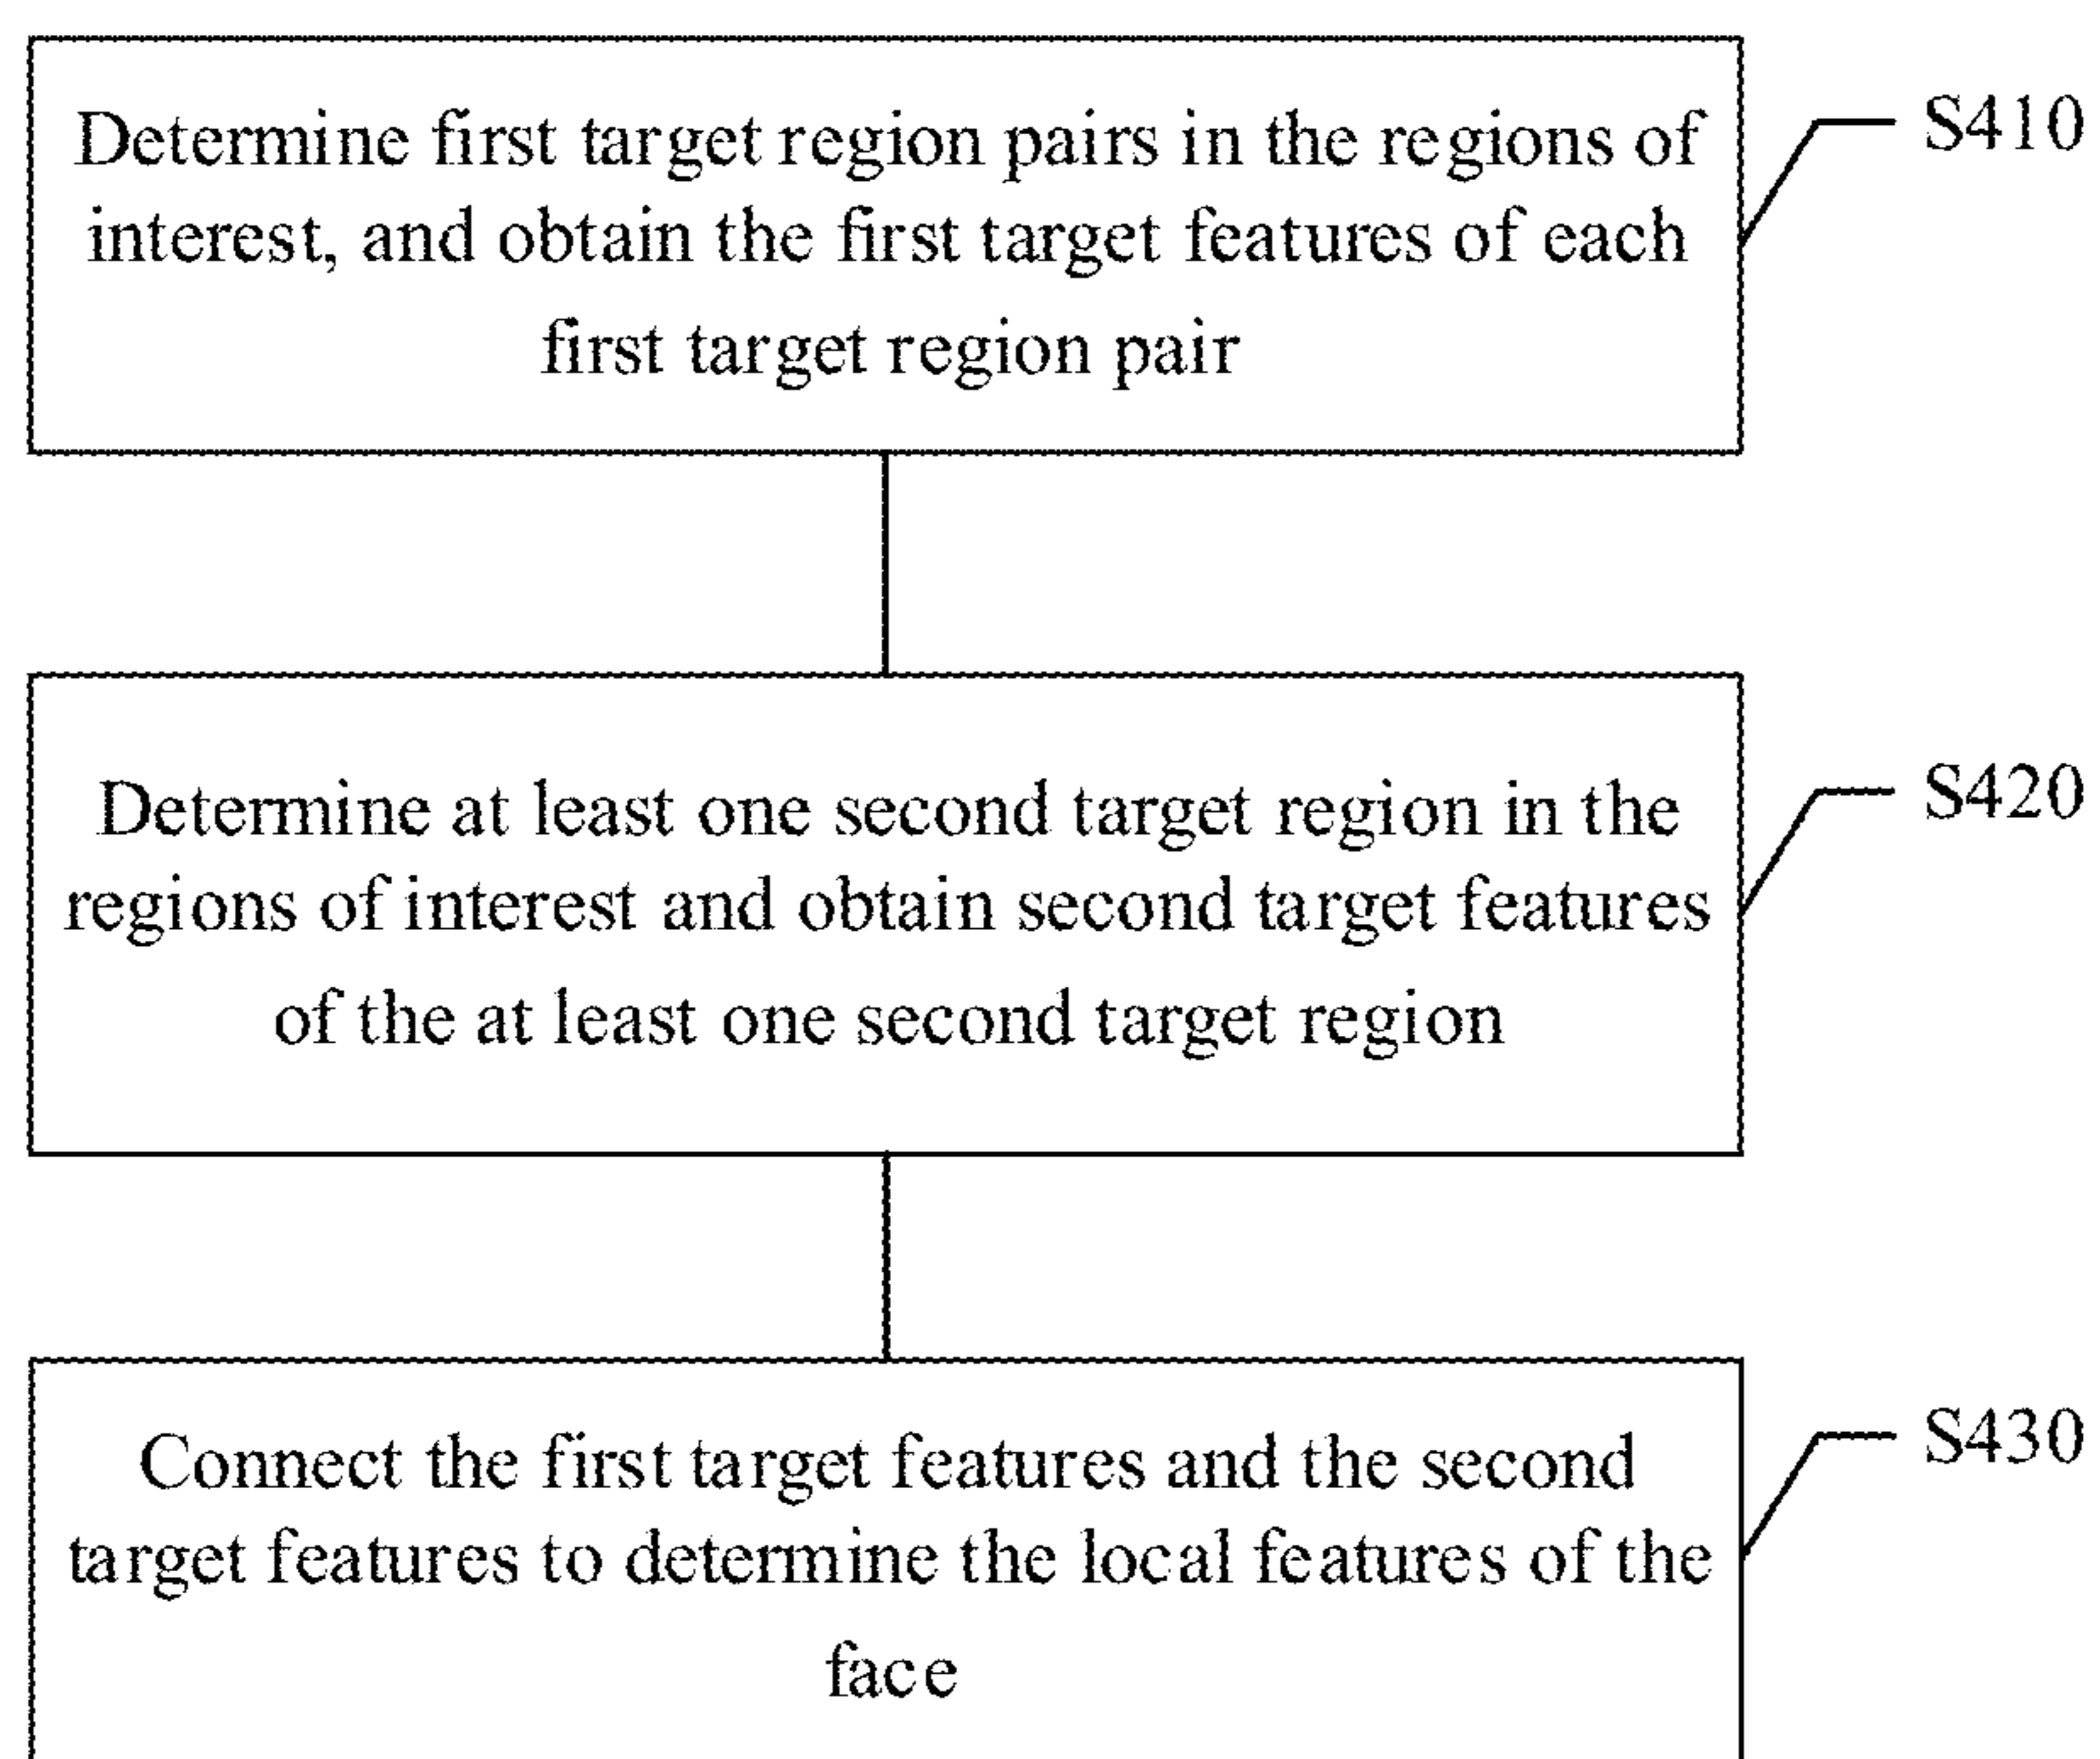 Determine first target region pairs in the regions of
interest, and obtain the first target features of each
first target region pair
S410
Determine at least one second target region in the
regions of interest and obtain second target features
of the at least one second target region
S420
Connect the first target features and the second
target features to determine the local features of the
face
S430